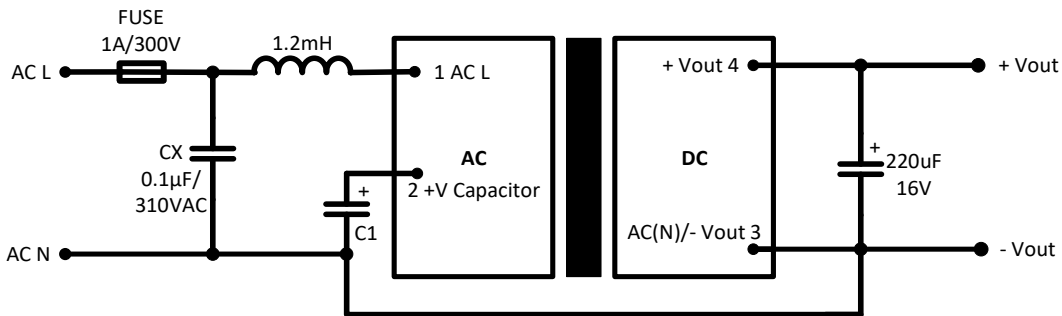 FUSE
1A/300V
1.2mH
AC L
1 AC L
+ Vout 4
+ Vout
CX
0.1µF/
310VAC
AC
DC
+
220uF
16V
2 +V Capacitor
+
C1
AC(N)/- Vout 3
AC N
- Vout